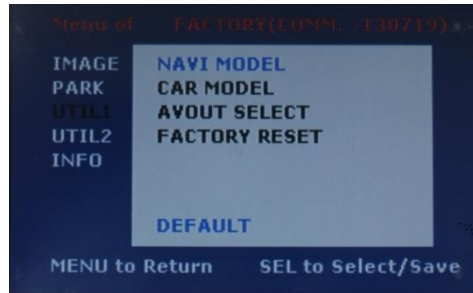 Menu of FACTORY(COMM. -130719)
IMAGE
PARK
UTIL1
UTIL2
INFO
NAVI MODEL
CAR MODEL
AVOUT SELECT
FACTORY RESET
DEFAULT
MENU to Return SEL to Select/Save